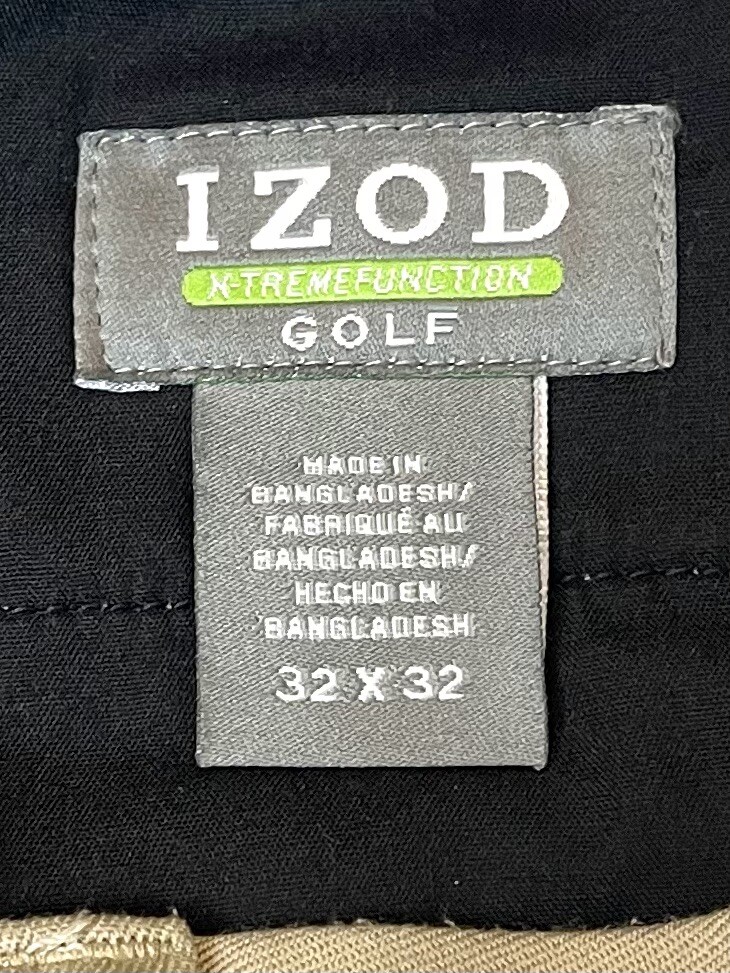 IZOD
X-TREMEFUNCTION
GOLF
MADE IN
BANGLADESH/
FABRIQUÉ AU
BANGLADESH/
HECHO EN
BANGLADESH
32 X 32